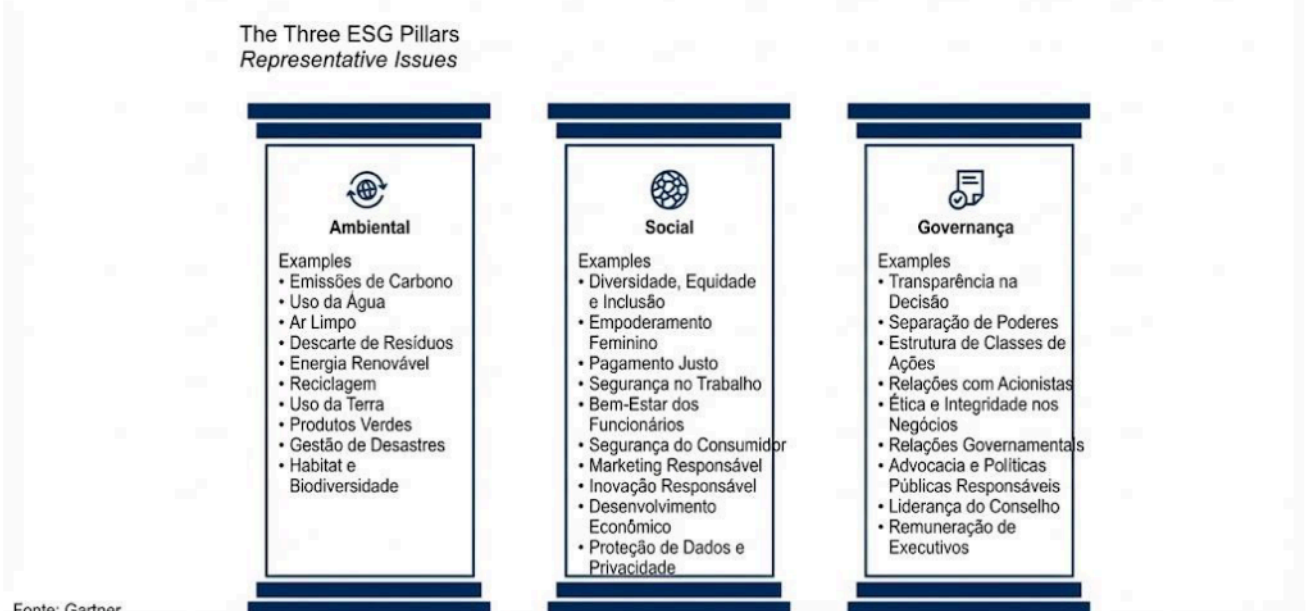 The Three ESG Pillars
Representative Issues
Ambiental
Examples
• Emissões de Carbono
• Uso da Água
• Ar Limpo
• Descarte de Resíduos
• Energia Renovável
• Reciclagem
• Uso da Terra
• Produtos Verdes
• Gestão de Desastres
• Habitat e
Biodiversidade
Social
Examples
• Diversidade, Equidade
e Inclusão
• Empoderamento
Feminino
• Pagamento Justo
• Segurança no Trabalho
• Bem-Estar dos
Funcionários
• Segurança do Consumidor
• Marketing Responsável
• Inovação Responsável
• Desenvolvimento
Econômico
• Proteção de Dados e
Privacidade
Governança
Examples
• Transparência na
Decisão
• Separação de Poderes
• Estrutura de Classes de
Ações
• Relações com Acionistas
• Ética e Integridade nos
Negócios
• Relações Governamentais
• Advocacia e Políticas
Públicas Responsáveis
• Liderança do Conselho
• Remuneração de
Executivos
Fonte: Gartner